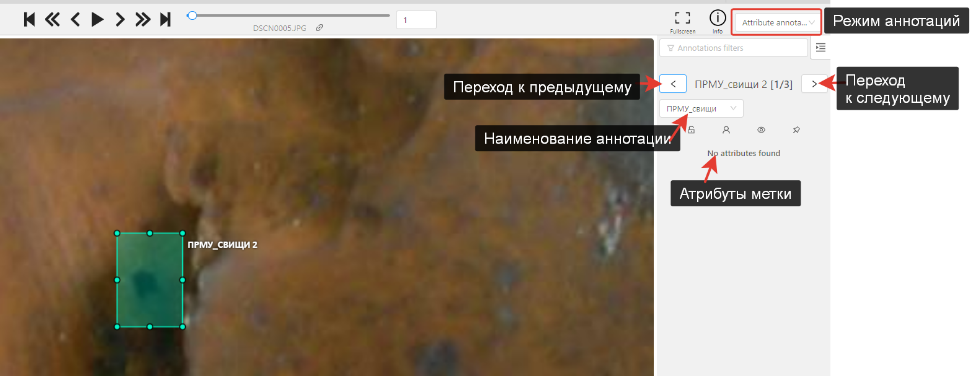 1
DSCN0005.JPG
Fullscreen
Info
Attribute annota...
Режим аннотаций
Annotations filters
Переход к предыдущему
ПРМУ_свищи 2 [1/3]
Переход
к следующему
ПРМУ_свищи
Наименование аннотации
No attributes found
Атрибуты метки
ПРМУ_СВИЩИ 2